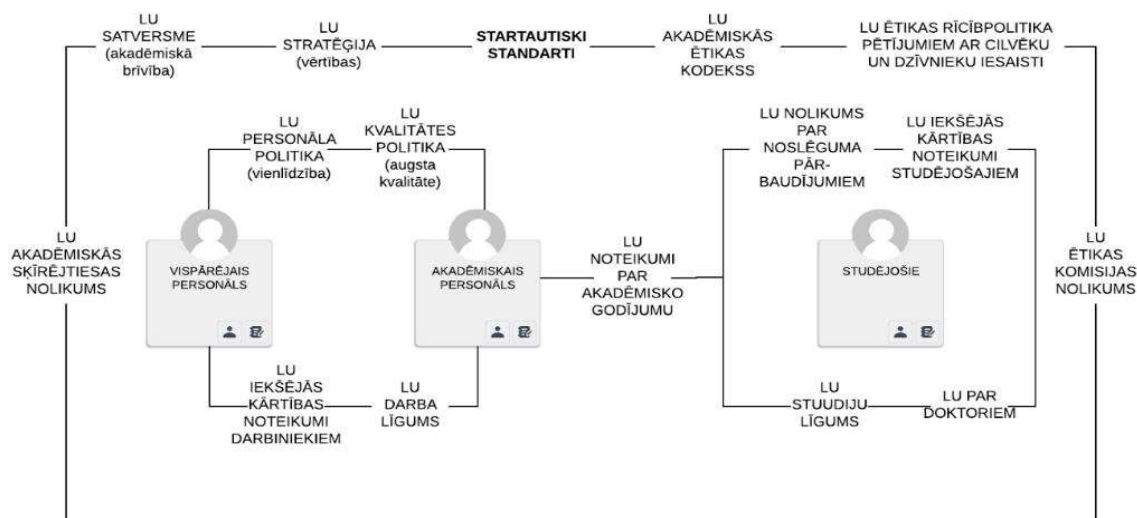 LU
SATVERSME
(akadēmiskā
brīvība)
LU
STRATĒĢIJA
(vērtības)
STARTAUTISKI
STANDARTI
LU
AKADĒMISKĀS
ĒTIKAS
KODEKSS
LU ĒTIKAS RĪCĪBPOLITIKA
PĒTĪJUMIEM AR CILVĒKU
UN DZĪVNIEKU IESAISTI
LU
PERSONĀLA
POLITIKA
(vienlīdzība)
LU
KVALITĀTES
POLITIKA
(augsta
kvalitāte)
LU NOLIKUMS
PAR
NOSLĒGUMA
PĀR-
BAUDĪJUMIEM
LU IEKŠĒJĀS
KĀRTĪBAS
NOTEIKUMI
STUDĒJOŠAJIEM
LU
AKADĒMISKĀS
ŠĶĪRĒJTIESAS
NOLIKUMS
VISPĀRĒJAIS
PERSONĀLS
AKADĒMISKAIS
PERSONĀLS
LU
NOTEIKUMI
PAR
AKADĒMISKO
GODĪJUMU
STUDĒJOŠIE
LU
ĒTIKAS
KOMISIJAS
NOLIKUMS
LU
IEKŠĒJĀS
KĀRTĪBAS
NOTEIKUMI
DARBINIEKIEM
LU
DARBA
LĪGUMS
LU
STUUDIJU
LĪGUMS
LU PAR
DOKTORIEM